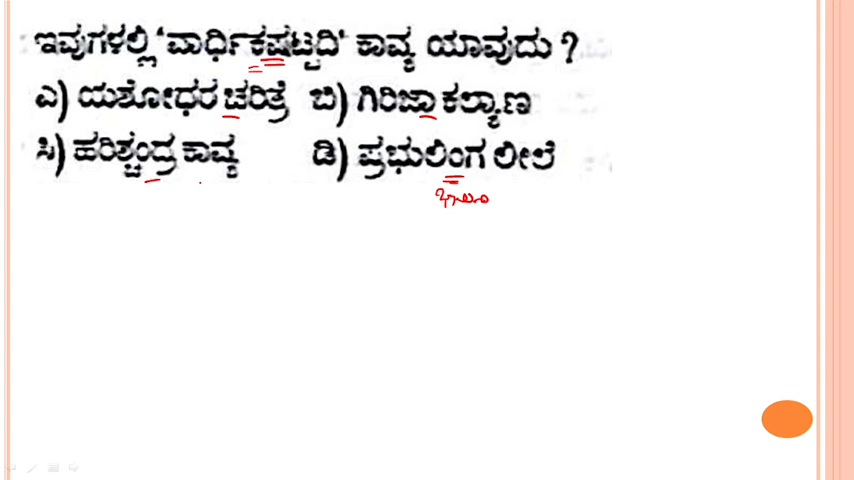 ಇವುಗಳಲ್ಲಿ 'ವಾರ್ಧಿಕಷಟ್ಪದಿ' ಕಾವ್ಯ ಯಾವುದು ?
ಎ) ಯಶೋಧರ ಚರಿತ್ರೆ ಬಿ) ಗಿರಿಜಾ ಕಲ್ಯಾಣ
ಸಿ) ಹರಿಶ್ಚಂದ್ರ ಕಾವ್ಯ ಡಿ) ಪ್ರಭುಲಿಂಗ ಲೀಲೆ